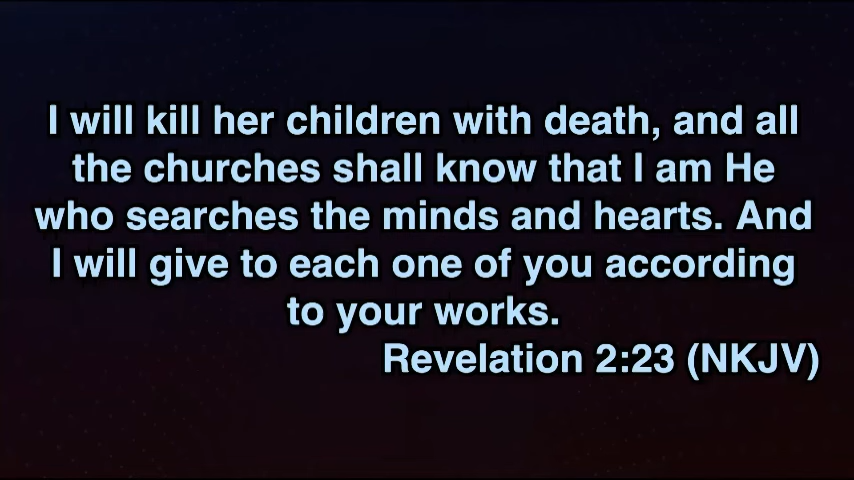 I will kill her children with death, and all
the churches shall know that I am He
who searches the minds and hearts. And
I will give to each one of you according
to your works.
Revelation 2:23 (NKJV)